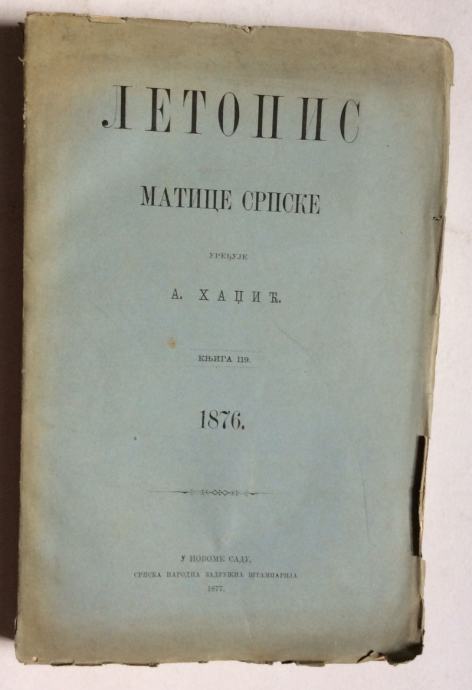 ЛЕТОПИС
МАТИЦЕ СРПСКЕ
УРЕЂУЈЕ
А. ХАЏИЋ.
КЊИГА 119.
1876.
У НОВОМЕ САДУ,
СРПСКА НАРОДНА ЗАДРУЖНА ШТАМПАРИЈА
1877.